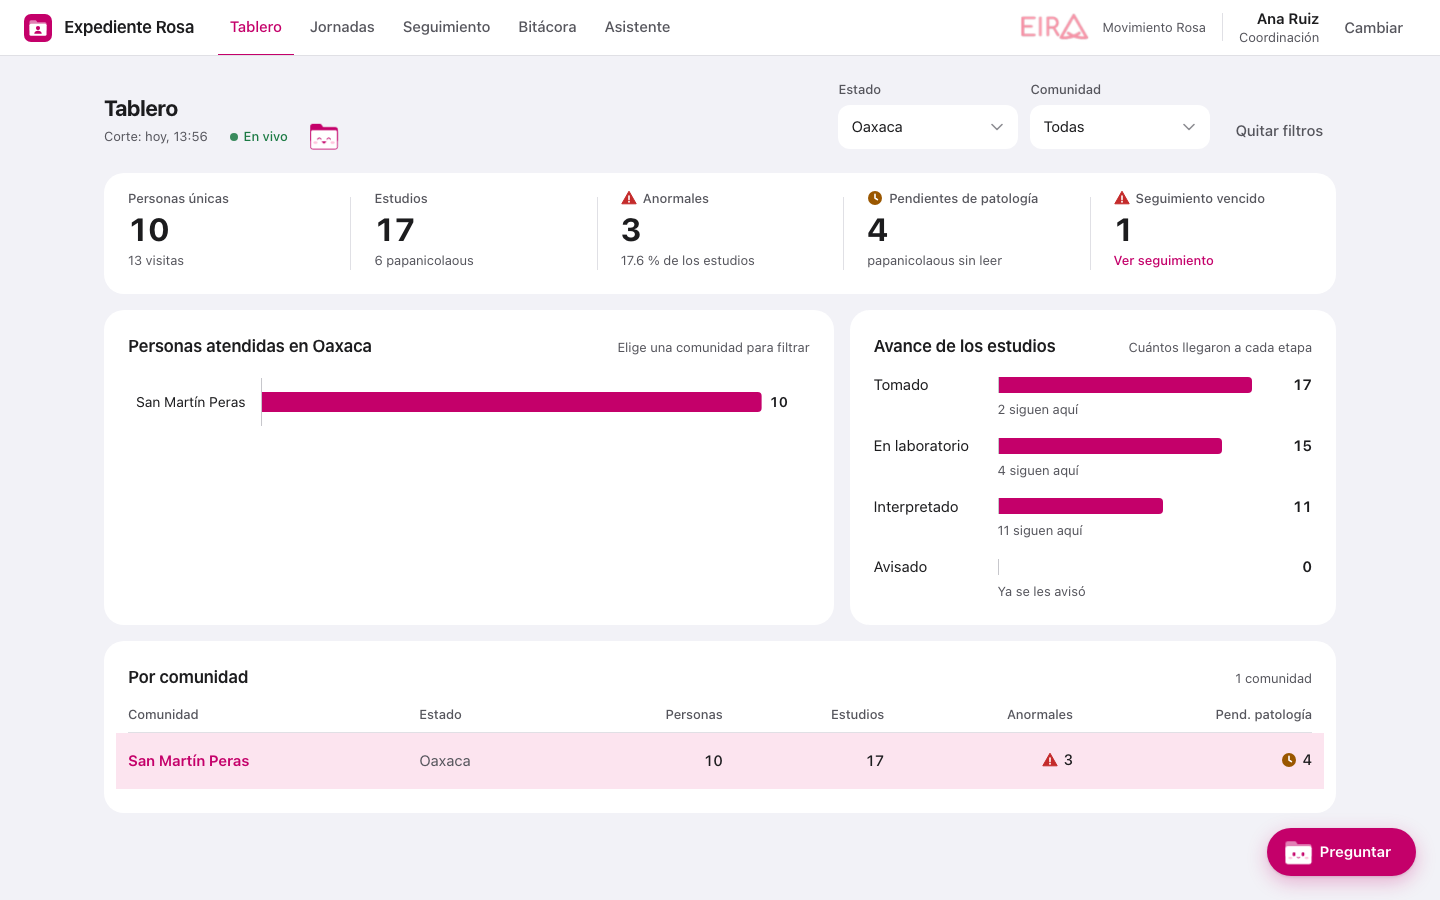 Expediente Rosa
Tablero
Jornadas
Seguimiento
Bitácora
Asistente
EIRA
Movimiento Rosa
Ana Ruiz
Coordinación
Cambiar
Tablero
Corte: hoy, 13:56
En vivo
Estado
Oaxaca
Comunidad
Todas
Quitar filtros
Personas únicas
10
13 visitas
Estudios
17
6 papanicolaous
Anormales
3
17.6 % de los estudios
Pendientes de patología
4
papanicolaous sin leer
Seguimiento vencido
1
Ver seguimiento
Personas atendidas en Oaxaca
Elige una comunidad para filtrar
San Martín Peras
10
Avance de los estudios
Cuántos llegaron a cada etapa
Tomado
17
2 siguen aquí
En laboratorio
15
4 siguen aquí
Interpretado
11
11 siguen aquí
Avisado
0
Ya se les avisó
Por comunidad
1 comunidad
Comunidad Estado Personas Estudios Anormales Pend. patología
San Martín Peras Oaxaca 10 17 3 4
Preguntar